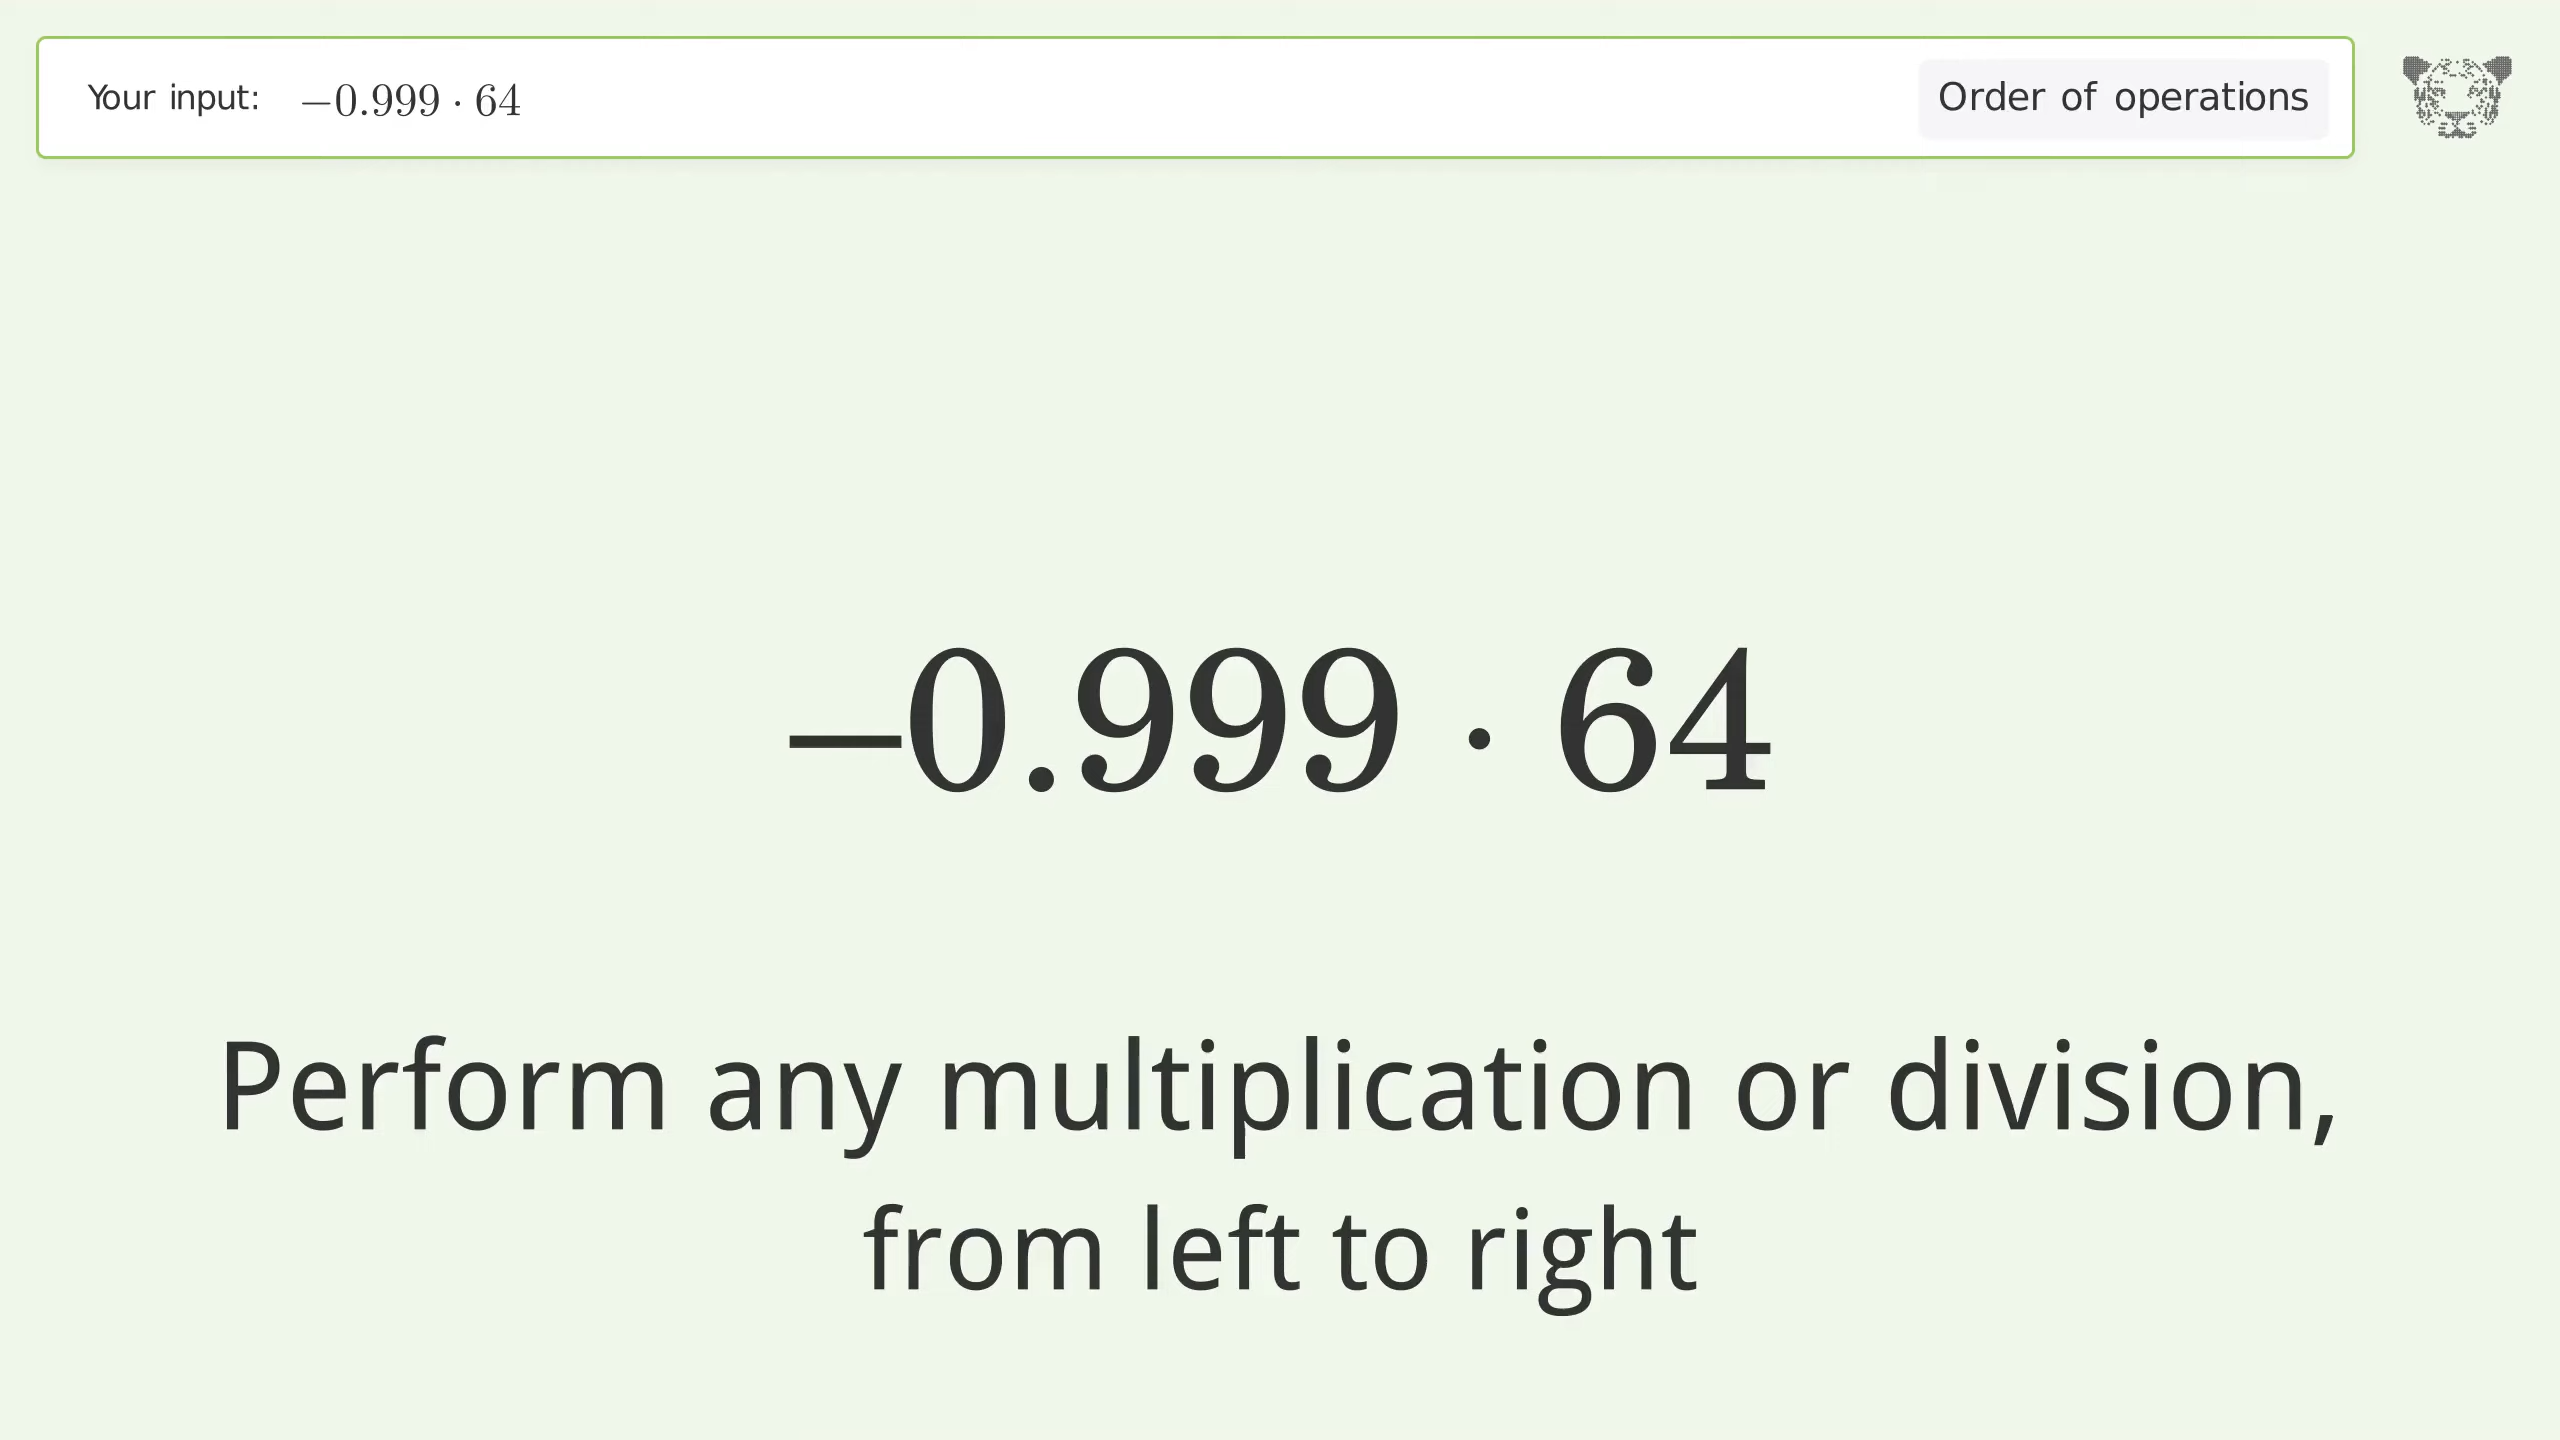 Your input: −0.999 · 64 Order of operations
−0.999 · 64
Perform any multiplication or division,
from left to right